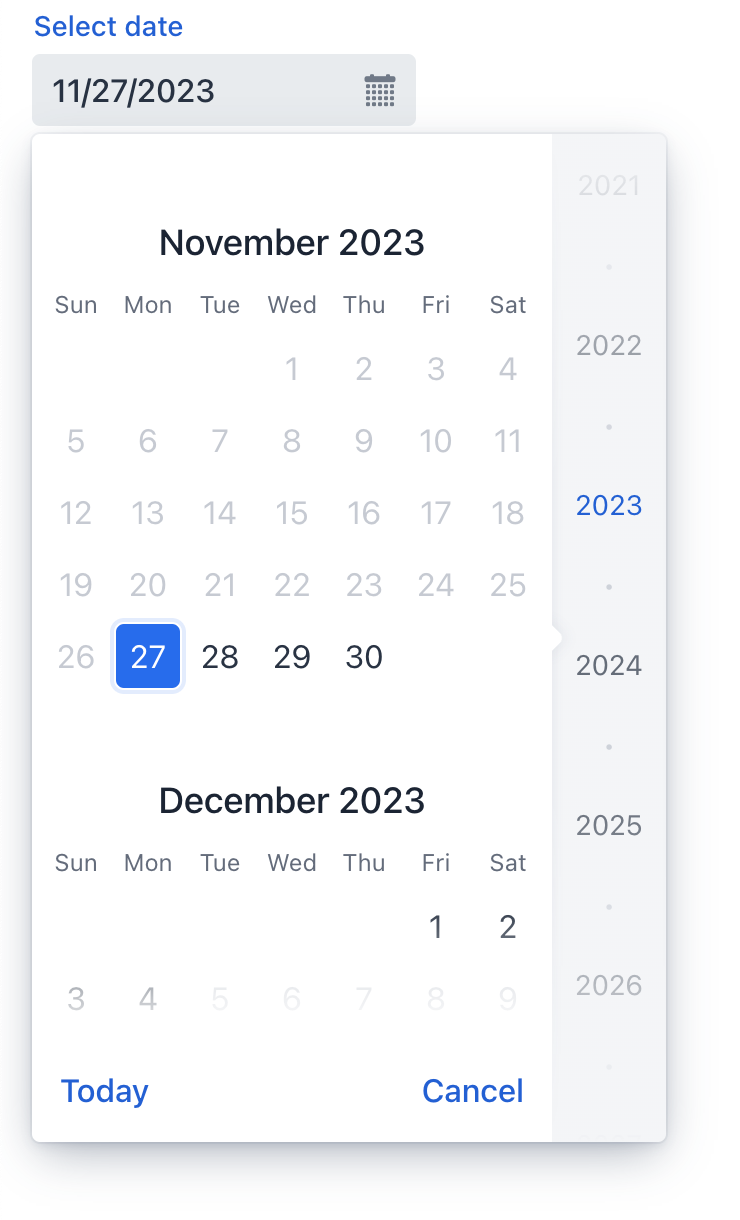 Select date
11/27/2023
November 2023
Sun Mon Tue Wed Thu Fri Sat
1 2 3 4
5 6 7 8 9 10 11
12 13 14 15 16 17 18
19 20 21 22 23 24 25
26 27 28 29 30
December 2023
Sun Mon Tue Wed Thu Fri Sat
1 2
3 4 5 6 7 8 9
Today Cancel
2021
2022
2023
2024
2025
2026